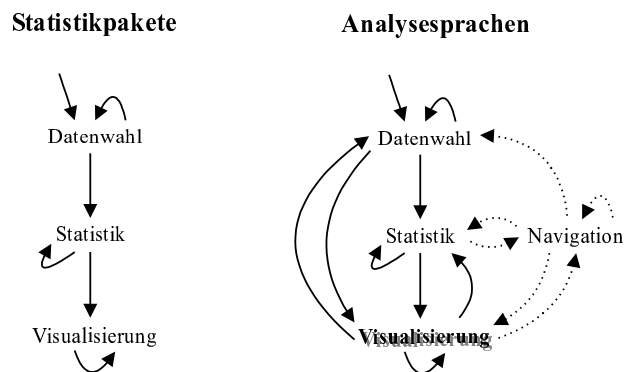 Statistikpakete
Datenwahl
Statistik
Visualisierung
Analysesprachen
Datenwahl
Statistik
Navigation
Visualisierung